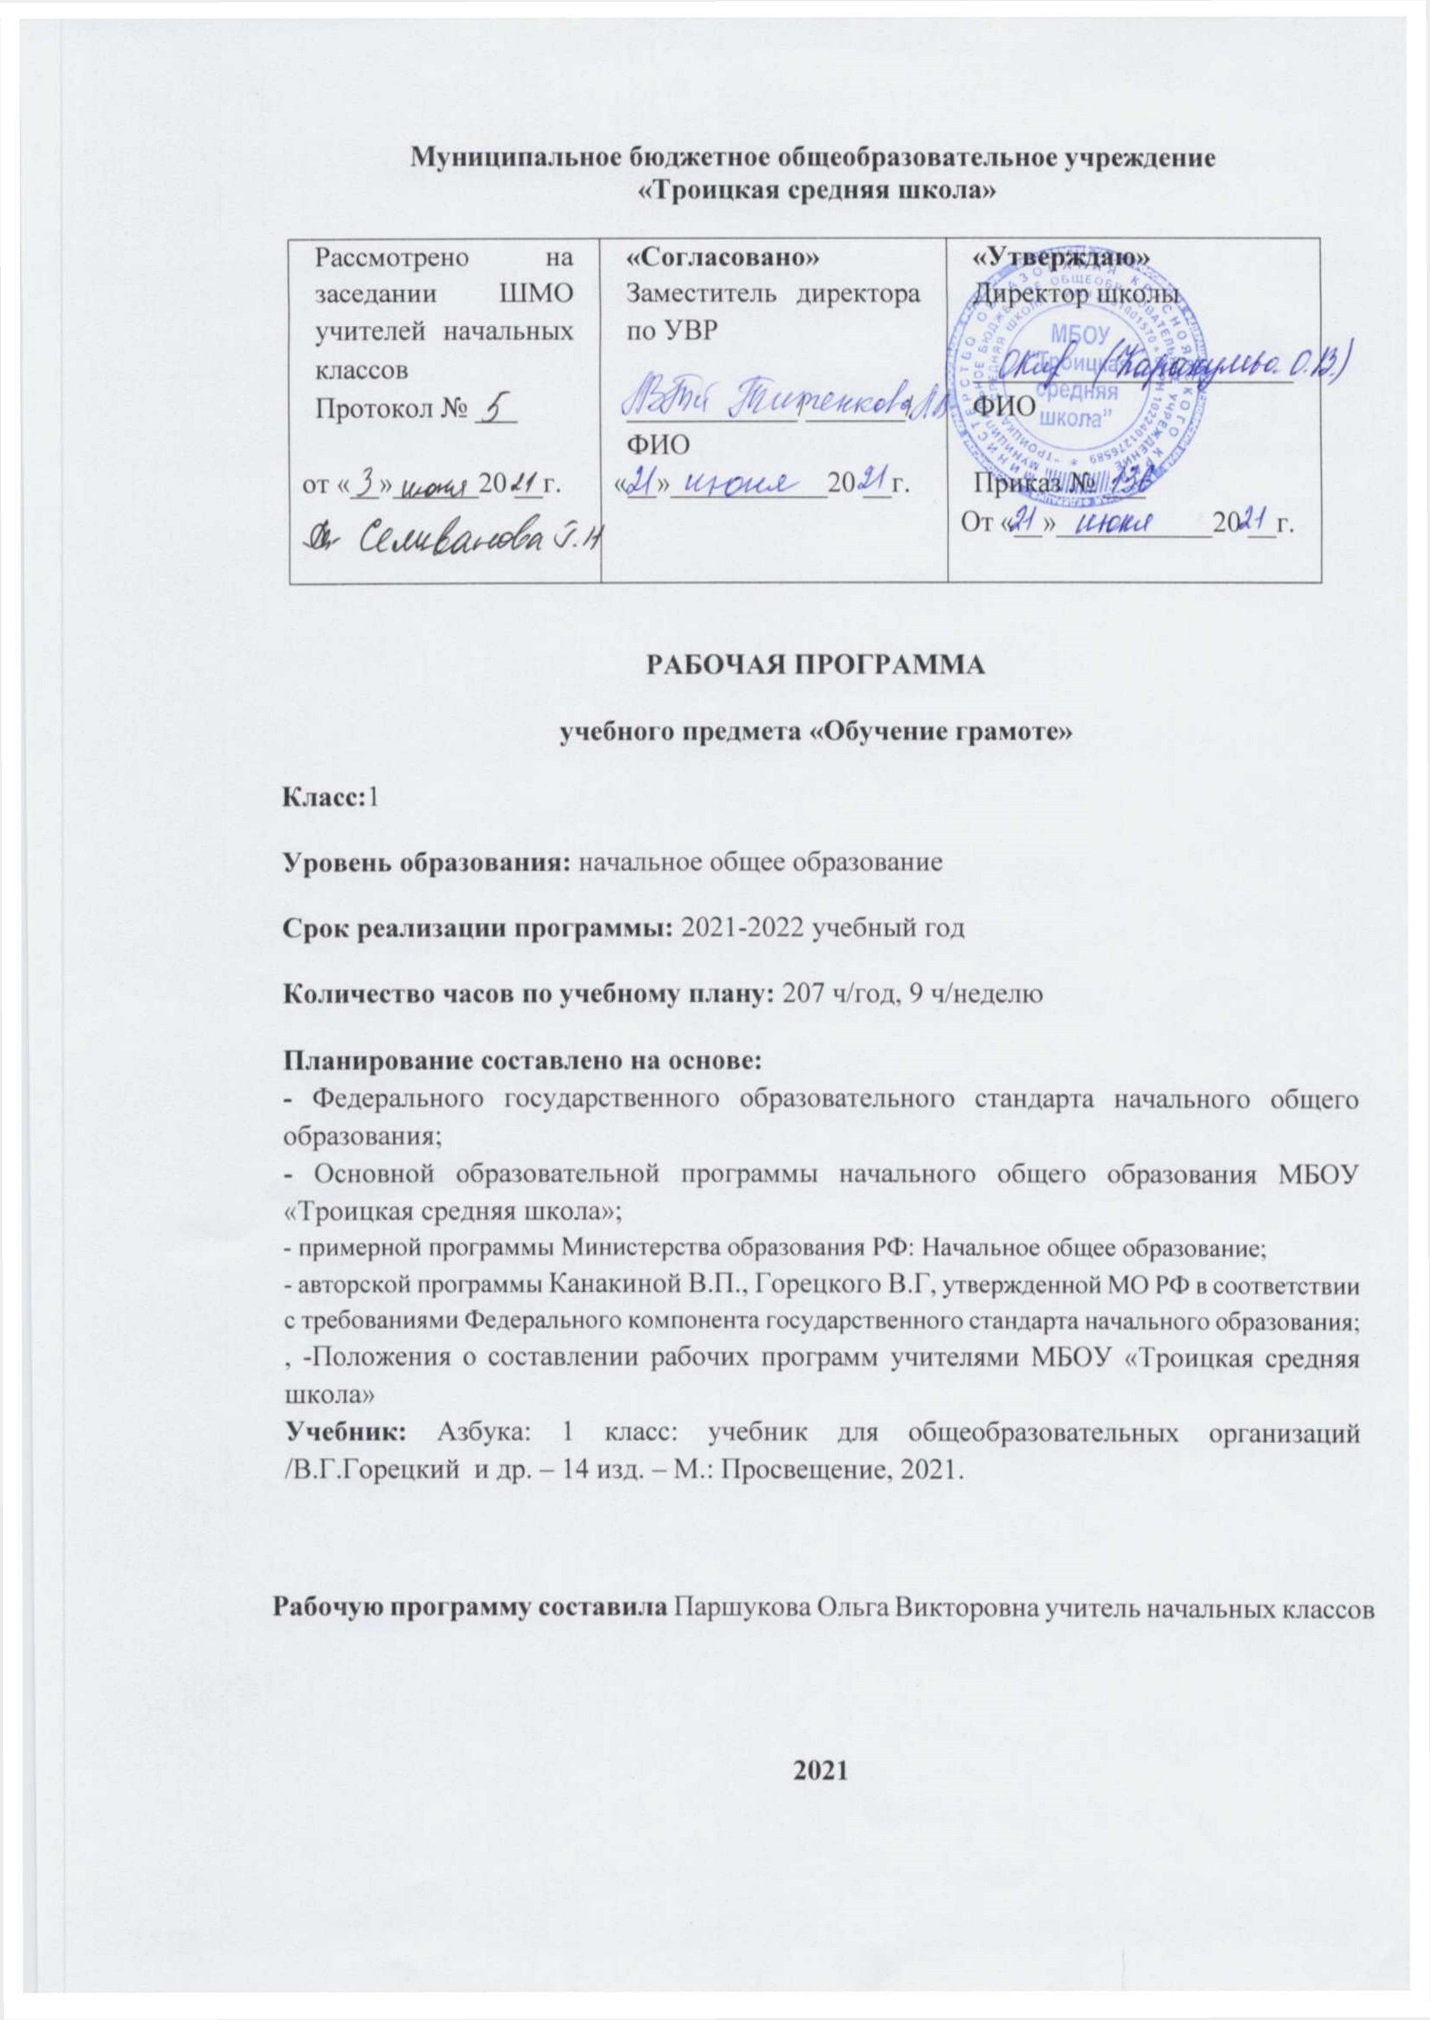 Муниципальное бюджетное общеобразовательное учреждение
«Троицкая средняя школа»
Рассмотрено на
заседании ШМО
учителей начальных
классов
Протокол № 5
от «3» июня 2021 г.
Селиванова Г.Н
«Согласовано»
Заместитель директора
по УВР
ФИО
«21» июня 2021 г.
«Утверждаю»
Директор школы
ФИО
Приказ № 136
От «21» июня 2021 г.
МБОУ
“Троицкая
средняя
школа”
РАБОЧАЯ ПРОГРАММА
учебного предмета «Обучение грамоте»
Класс:1
Уровень образования: начальное общее образование
Срок реализации программы: 2021-2022 учебный год
Количество часов по учебному плану: 207 ч/год, 9 ч/неделю
Планирование составлено на основе:
- Федерального государственного образовательного стандарта начального общего
образования;
- Основной образовательной программы начального общего образования МБОУ
«Троицкая средняя школа»;
- примерной программы Министерства образования РФ: Начальное общее образование;
- авторской программы Канакиной В.П., Горецкого В.Г, утвержденной МО РФ в соответствии
с требованиями Федерального компонента государственного стандарта начального образования;
, -Положения о составлении рабочих программ учителями МБОУ «Троицкая средняя
школа»
Учебник: Азбука: 1 класс: учебник для общеобразовательных организаций
/В.Г.Горецкий и др. – 14 изд. – М.: Просвещение, 2021.
Рабочую программу составила Паршукова Ольга Викторовна учитель начальных классов
2021